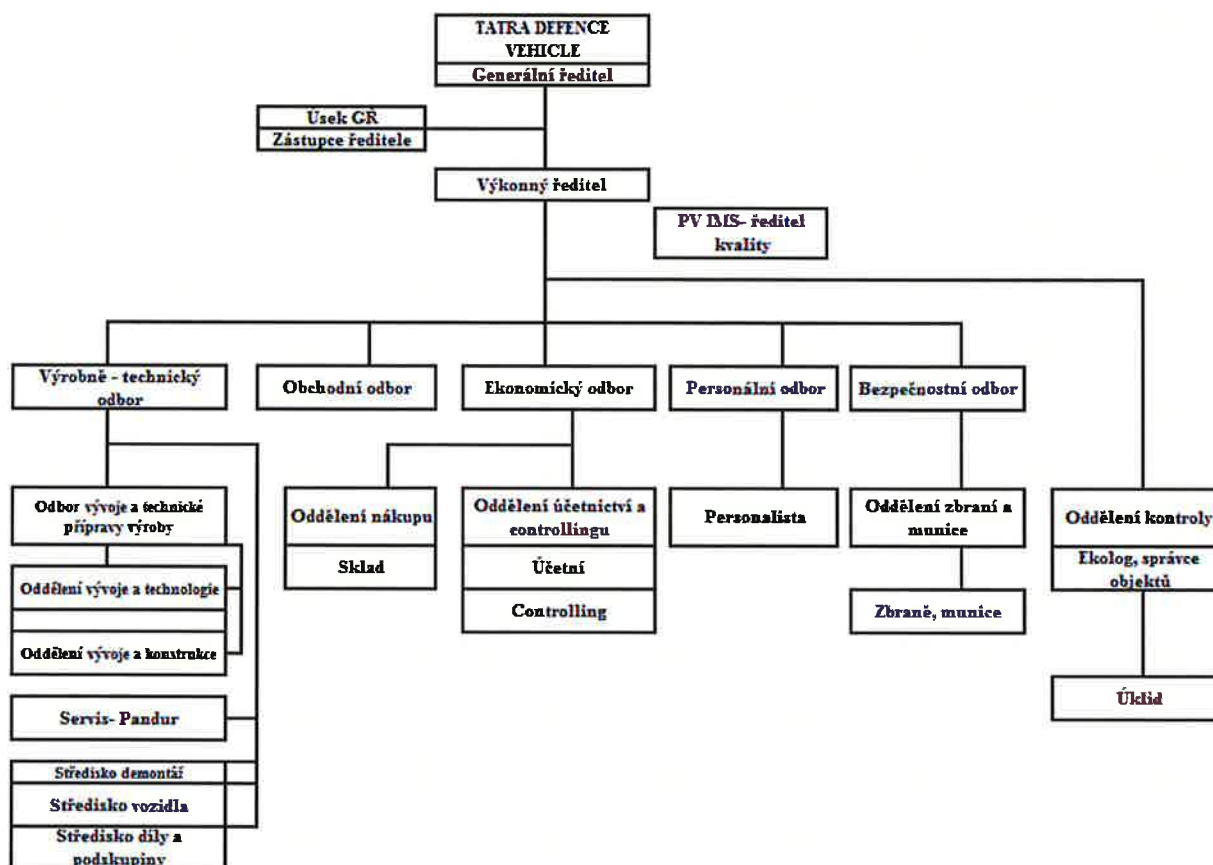 TATRA DEFENCE
VEHICLE
Generální ředitel
Úsek GŘ
Zástupce ředitele
Výkonný ředitel
PV IMS- ředitel
kvality
Výrobně - technický
odbor
Obchodní odbor
Ekonomický odbor
Personální odbor
Bezpečnostní odbor
Odbor vývoje a technické
přípravy výroby
Oddělení vývoje a technologie
Oddělení vývoje a konstrukce
Servis- Pandur
Středisko demontář
Středisko vozidla
Středisko díly a
podskupiny
Oddělení nákupu
Sklad
Oddělení účetnictví a
controllingu
Účetní
Controlling
Personalista
Oddělení zbraní a
munice
Zbraně, munice
Oddělení kontroly
Ekolog, správce
objektů
Úklid